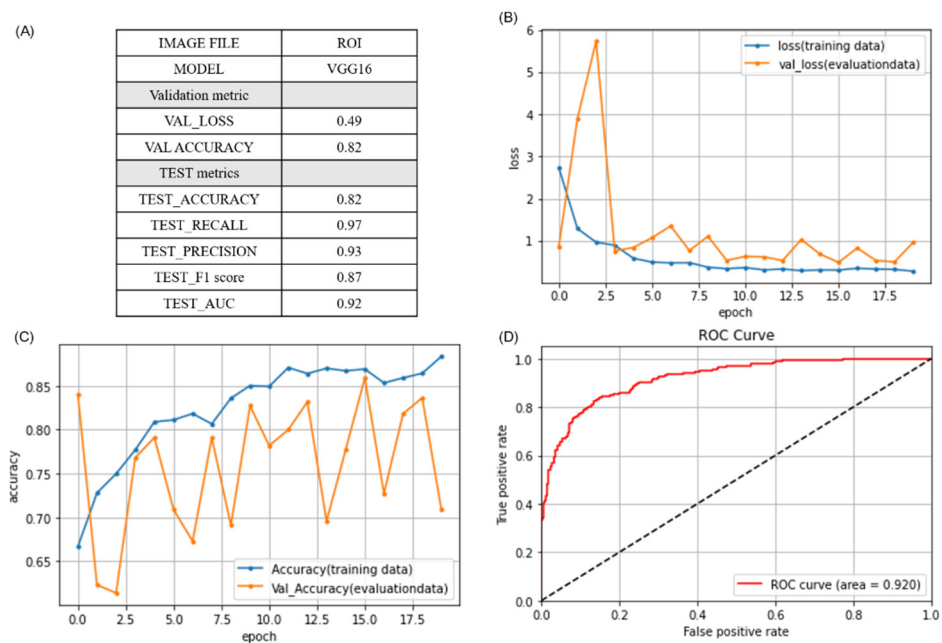 (A)
IMAGE FILE ROI
MODEL VGG16
Validation metric
VAL_LOSS 0.49
VAL ACCURACY 0.82
TEST metrics
TEST_ACCURACY 0.82
TEST_RECALL 0.97
TEST_PRECISION 0.93
TEST_F1 score 0.87
TEST_AUC 0.92
(B)
loss(training data)
val_loss(evaluationdata)
6
5
4
3
2
1
loss
0.0 2.5 5.0 7.5 10.0 12.5 15.0 17.5
epoch
(C)
0.85
0.80
0.75
0.70
0.65
accuracy
Accuracy(training data)
Val_Accuracy(evaluationdata)
0.0 2.5 5.0 7.5 10.0 12.5 15.0 17.5
epoch
(D)
ROC Curve
1.0
0.8
0.6
0.4
0.2
0.0
True positive rate
ROC curve (area = 0.920)
0.0 0.2 0.4 0.6 0.8 1.0
False positive rate